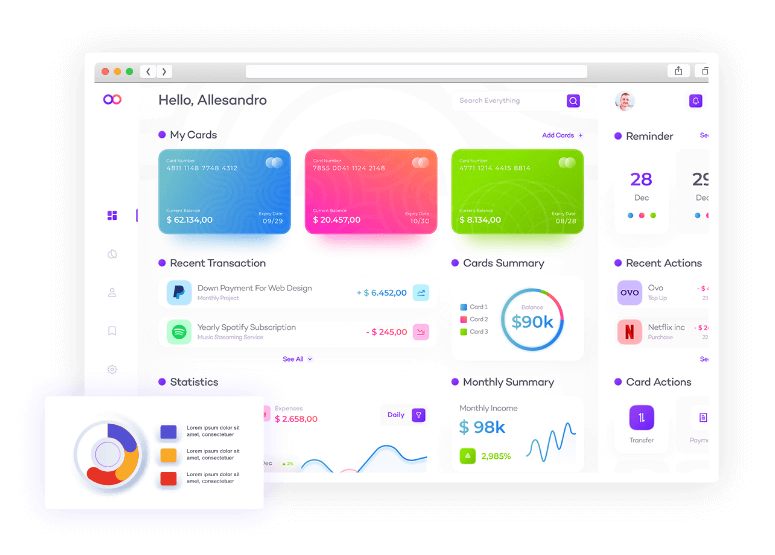 Hello, Allesandro
Search Everything
My Cards
Add Cards +
Card Number
4811 1148 7748 4312
Current Balance
$ 62.134,00
Expiry Date
09/29
Card Number
7855 0041 1124 2148
Current Balance
$ 20.457,00
Expiry Date
10/30
Card Number
4771 1214 4415 8814
Current Balance
$ 8.134,00
Expiry Date
08/28
Reminder
28
Dec
29
Recent Transaction
Down Payment For Web Design
Monthly Project
+ $ 6.452,00
Yearly Spotify Subscription
Music Streaming Service
- $ 245,00
See All
Cards Summary
Card 1
Card 2
Card 3
Balance
$90k
Recent Actions
OVO
Ovo
Top Up
N
Netflix inc
Purchase
Statistics
Expenses
$ 2.658,00
Daily
Monthly Summary
Monthly Income
$ 98k
2,985%
Card Actions
Transfer
Lorem ipsum dolor sit
amet, consectetuer
Lorem ipsum dolor sit
amet, consectetuer
Lorem ipsum dolor sit
amet, consectetuer